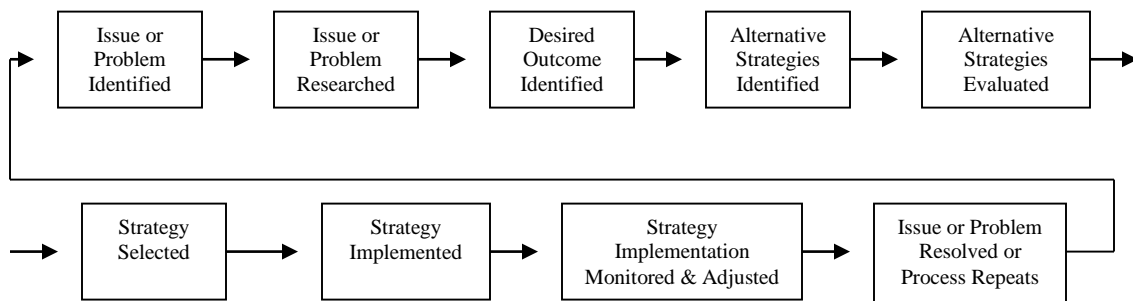 Issue or
Problem
Identified
Issue or
Problem
Researched
Desired
Outcome
Identified
Alternative
Strategies
Identified
Alternative
Strategies
Evaluated
Strategy
Selected
Strategy
Implemented
Strategy
Implementation
Monitored & Adjusted
Issue or Problem
Resolved or
Process Repeats